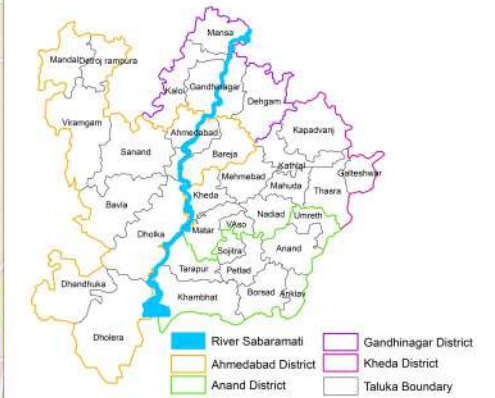 Mansa
Mandal
Detroj rampura
Kalol
Gandhinagar
Dehgam
Viramgam
Ahmedabad
Kapadvanj
Sanand
Bareja
Kathlal
Galteshwar
Mehmebad
Mahuda
Thasra
Bavla
Kheda
Nadiad
Umreth
Dholka
Matar
VAso
Sojitra
Anand
Tarapur
Petlad
Dhandhuka
Khambhat
Borsad
Anklav
Dholera
River Sabaramati
Gandhinagar District
Ahmedabad District
Kheda District
Anand District
Taluka Boundary